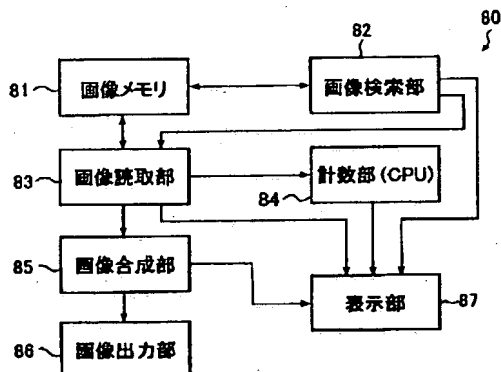 80
82
81
画像メモリ
画像検索部
83
画像読取部
計数部(CPU)
84
85
画像合成部
表示部
87
86
画像出力部